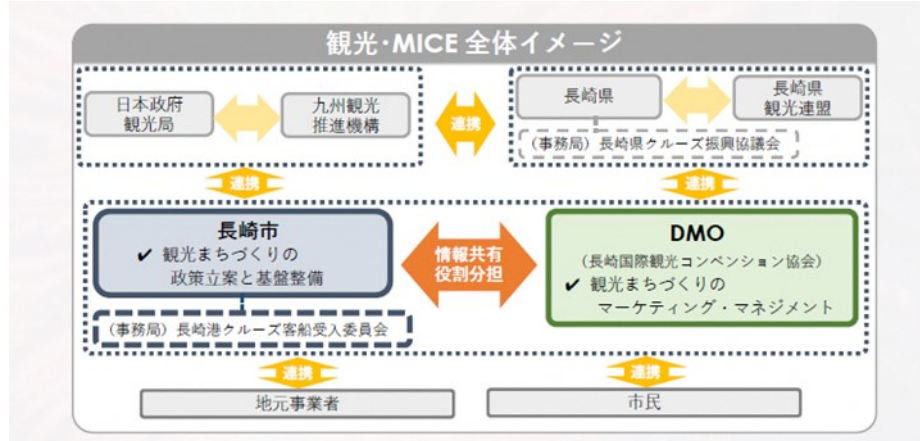 観光･MICE 全体イメージ
日本政府
観光局
九州観光
推進機構
連携
長崎県
長崎県
観光連盟
(事務局) 長崎県クルーズ振興協議会
連携
連携
長崎市
✔ 観光まちづくりの
政策立案と基盤整備
情報共有
役割分担
DMO
(長崎国際観光コンベンション協会)
✔ 観光まちづくりの
マーケティング・マネジメント
(事務局) 長崎港クルーズ客船受入委員会
連携
連携
地元事業者
市民